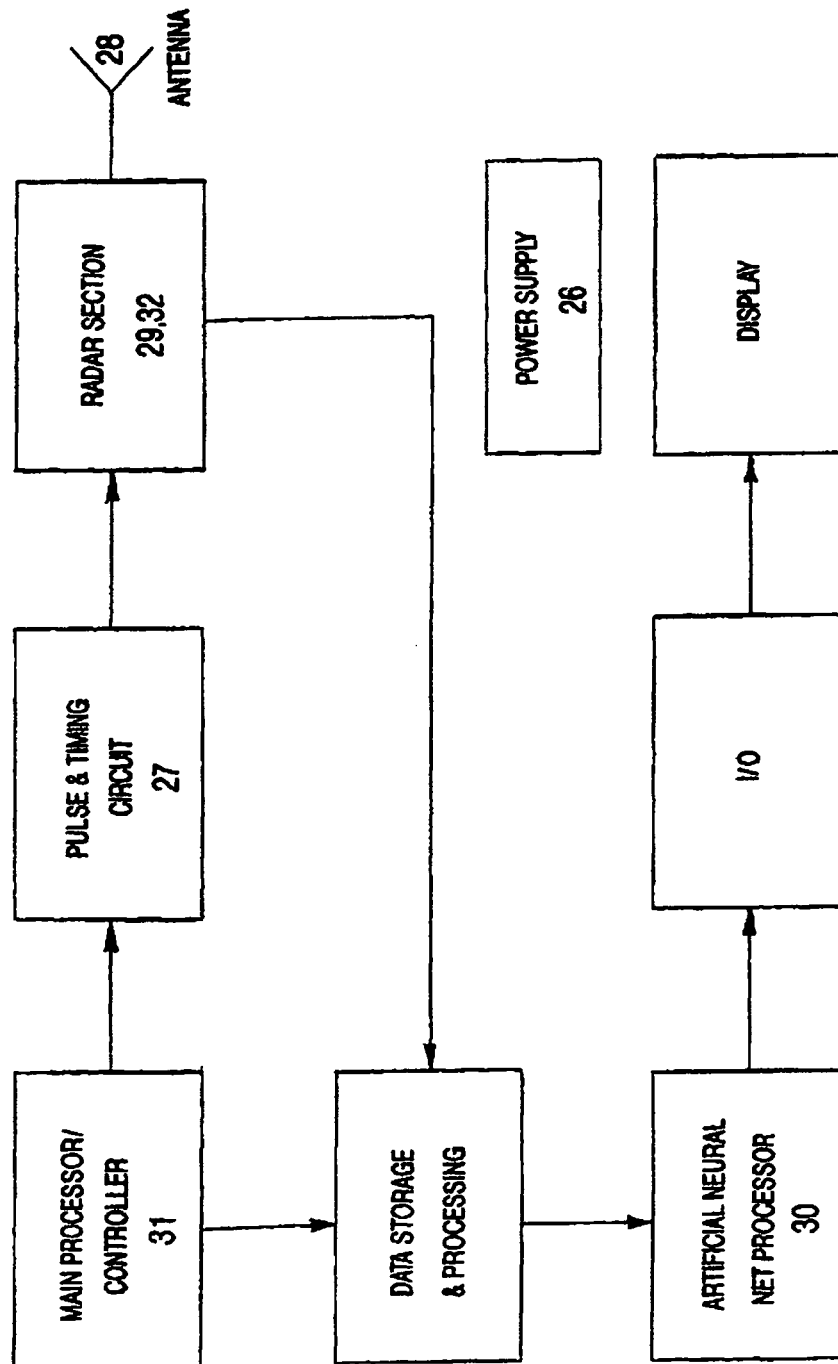 MAIN PROCESSOR/
CONTROLLER
31
PULSE & TIMING
CIRCUIT
27
RADAR SECTION
29,32
28
ANTENNA
DATA STORAGE
& PROCESSING
POWER SUPPLY
26
ARTIFICIAL NEURAL
NET PROCESSOR
30
I/O
DISPLAY